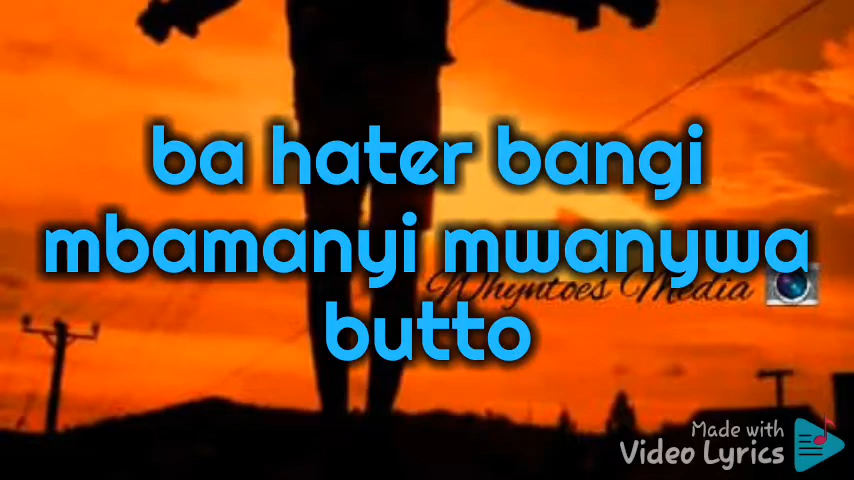 ba hater bangi
mbamanyi mwanywa
Whyntoes Media
butto
Made with
Video Lyrics